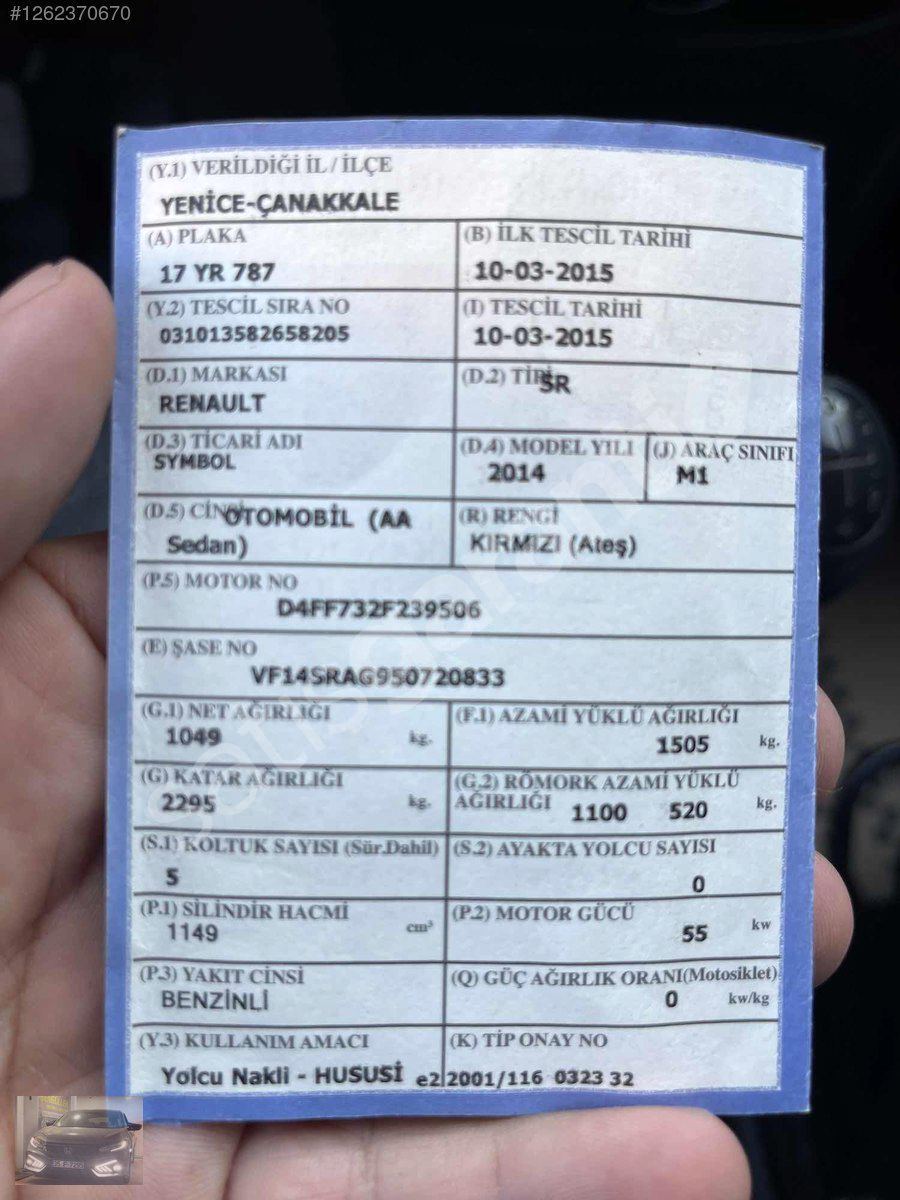 #1262370670
(Y.1) VERİLDİĞİ İL / İLÇE
YENİCE-ÇANAKKALE
(A) PLAKA (B) İLK TESCİL TARİHİ
17 YR 787 10-03-2015
(Y.2) TESCİL SIRA NO (I) TESCİL TARİHİ
031013582658205 10-03-2015
(D.1) MARKASI (D.2) TİPİ SR
RENAULT
(D.3) TİCARİ ADI (D.4) MODEL YILI (J) ARAÇ SINIFI
SYMBOL 2014 M1
(D.5) CİNSİ OTOMOBİL (AA (R) RENGİ
Sedan) KIRMIZI (Ateş)
(P.5) MOTOR NO
D4FF732F239506
(E) ŞASE NO
VF14SRAG950720833
(G.1) NET AĞIRLIĞI (F.1) AZAMİ YÜKLÜ AĞIRLIĞI
1049 kg. 1505 kg.
(G) KATAR AĞIRLIĞI (G.2) RÖMORK AZAMİ YÜKLÜ
2295 kg. AĞIRLIĞI 1100 520 kg.
(S.1) KOLTUK SAYISI (Sür.Dahil) (S.2) AYAKTA YOLCU SAYISI
5 0
(P.1) SİLİNDİR HACMİ (P.2) MOTOR GÜCÜ
1149 cm³ 55 kw
(P.3) YAKIT CİNSİ (Q) GÜÇ AĞIRLIK ORANI(Motosiklet)
BENZİNLİ 0 kw/kg
(Y.3) KULLANIM AMACI (K) TİP ONAY NO
Yolcu Nakli - HUSUSİ e2 2001/116 0323 32